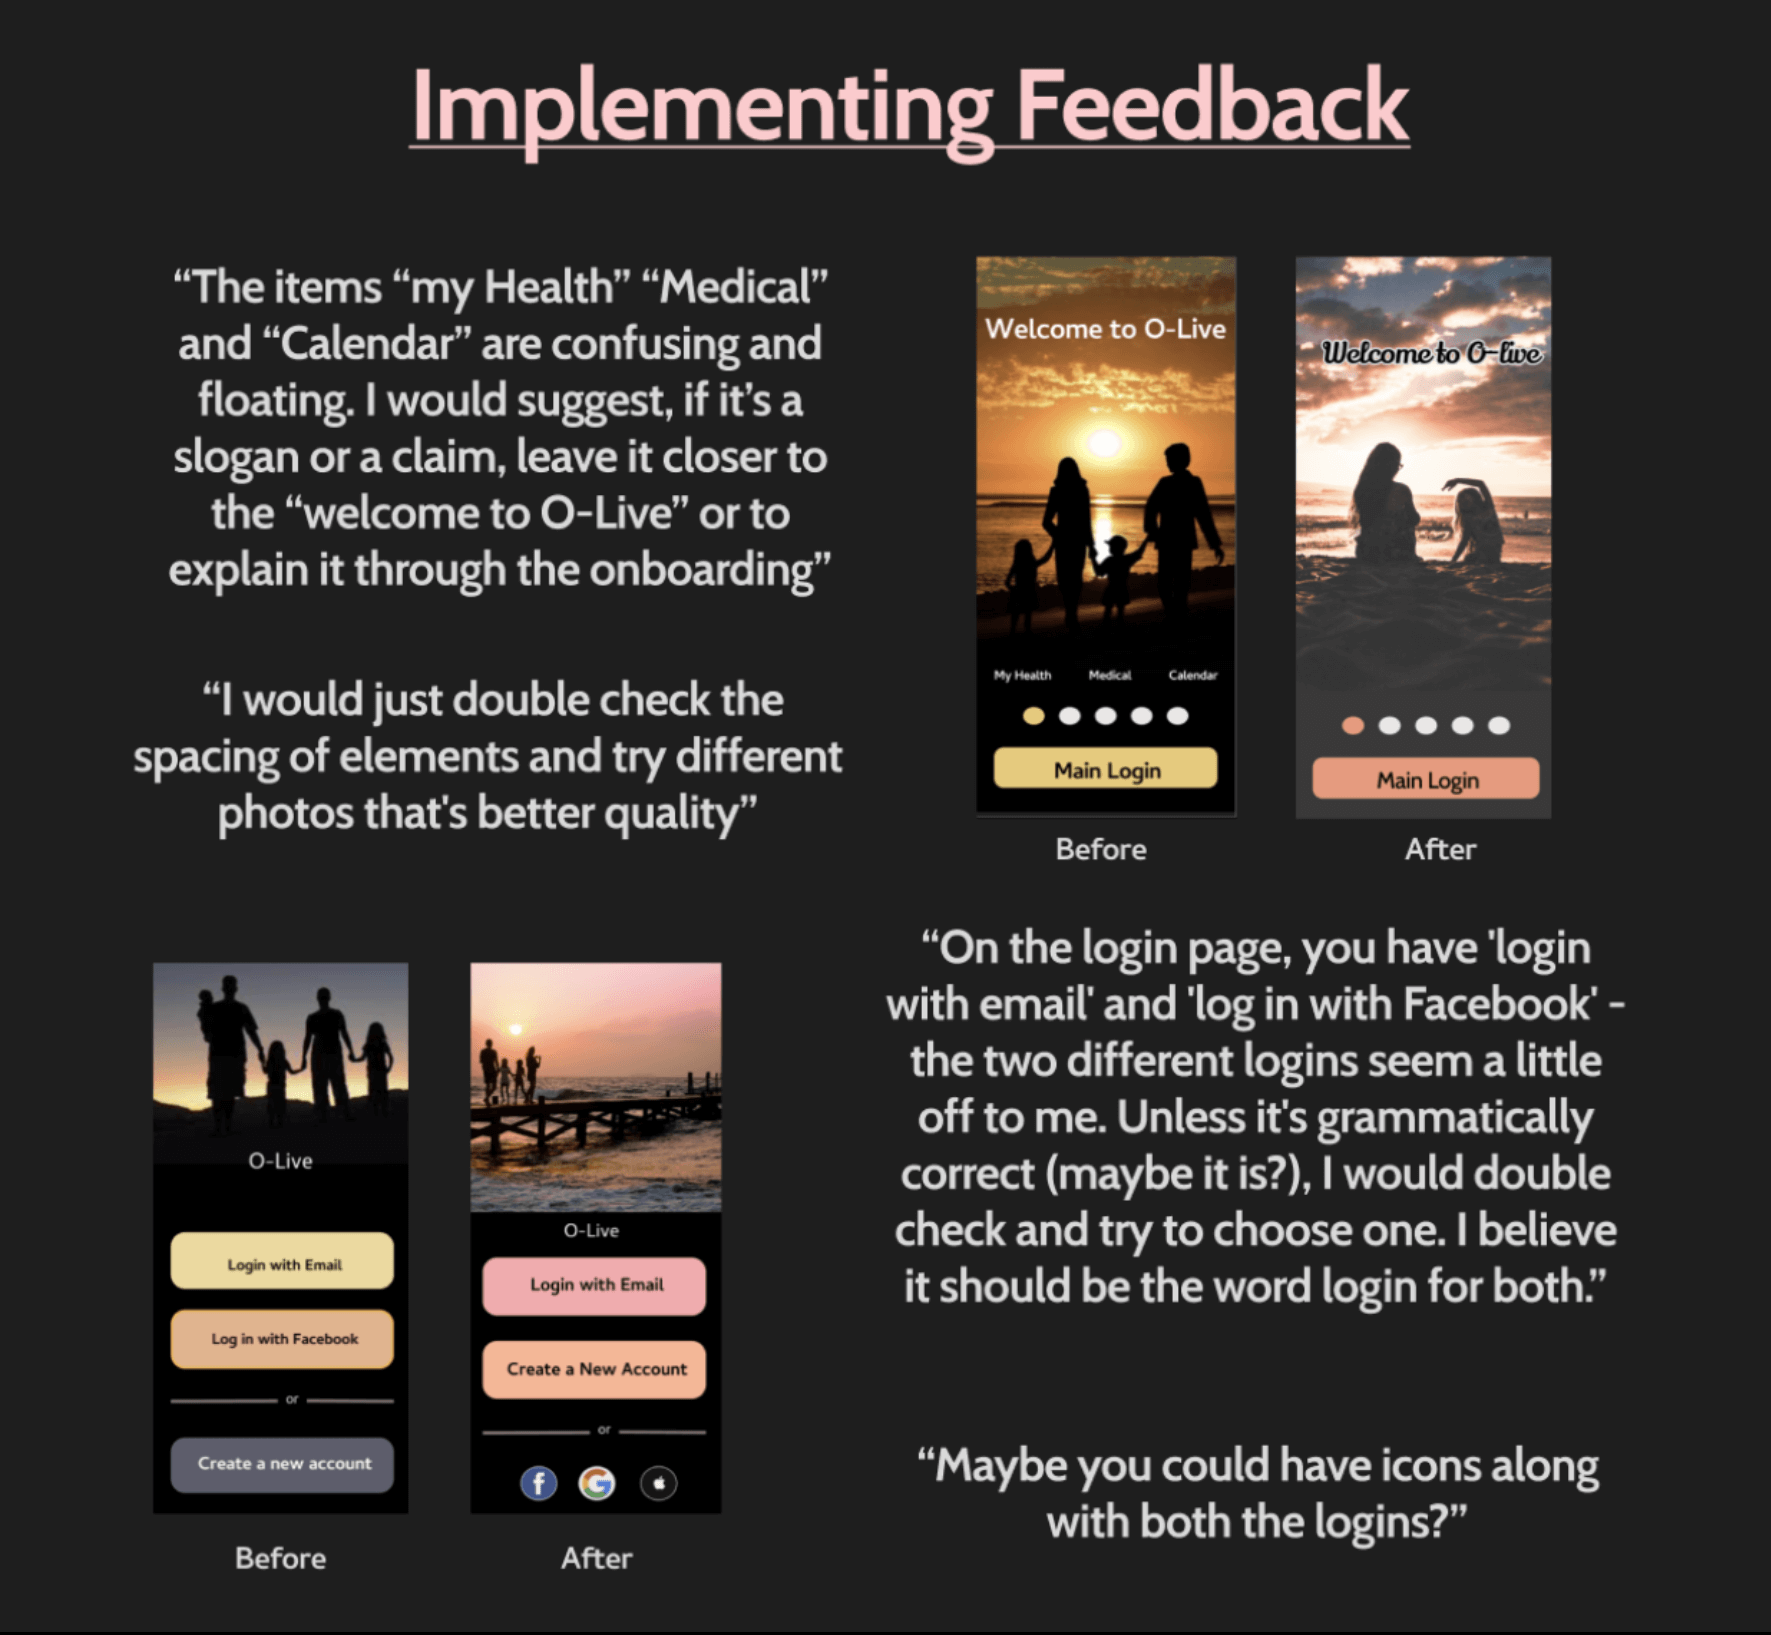 Implementing Feedback
“The items “my Health” “Medical”
and “Calendar” are confusing and
floating. I would suggest, if it’s a
slogan or a claim, leave it closer to
the “welcome to O-Live” or to
explain it through the onboarding”
“I would just double check the
spacing of elements and try different
photos that's better quality”
Welcome to O-Live
My Health Medical Calendar
Main Login
Before
Welcome to O-live
Main Login
After
O-Live
Login with Email
Log in with Facebook
or
Create a new account
Before
O-Live
Login with Email
Create a New Account
or
f G
After
“On the login page, you have 'login
with email' and 'log in with Facebook' -
the two different logins seem a little
off to me. Unless it's grammatically
correct (maybe it is?), I would double
check and try to choose one. I believe
it should be the word login for both.”
“Maybe you could have icons along
with both the logins?”